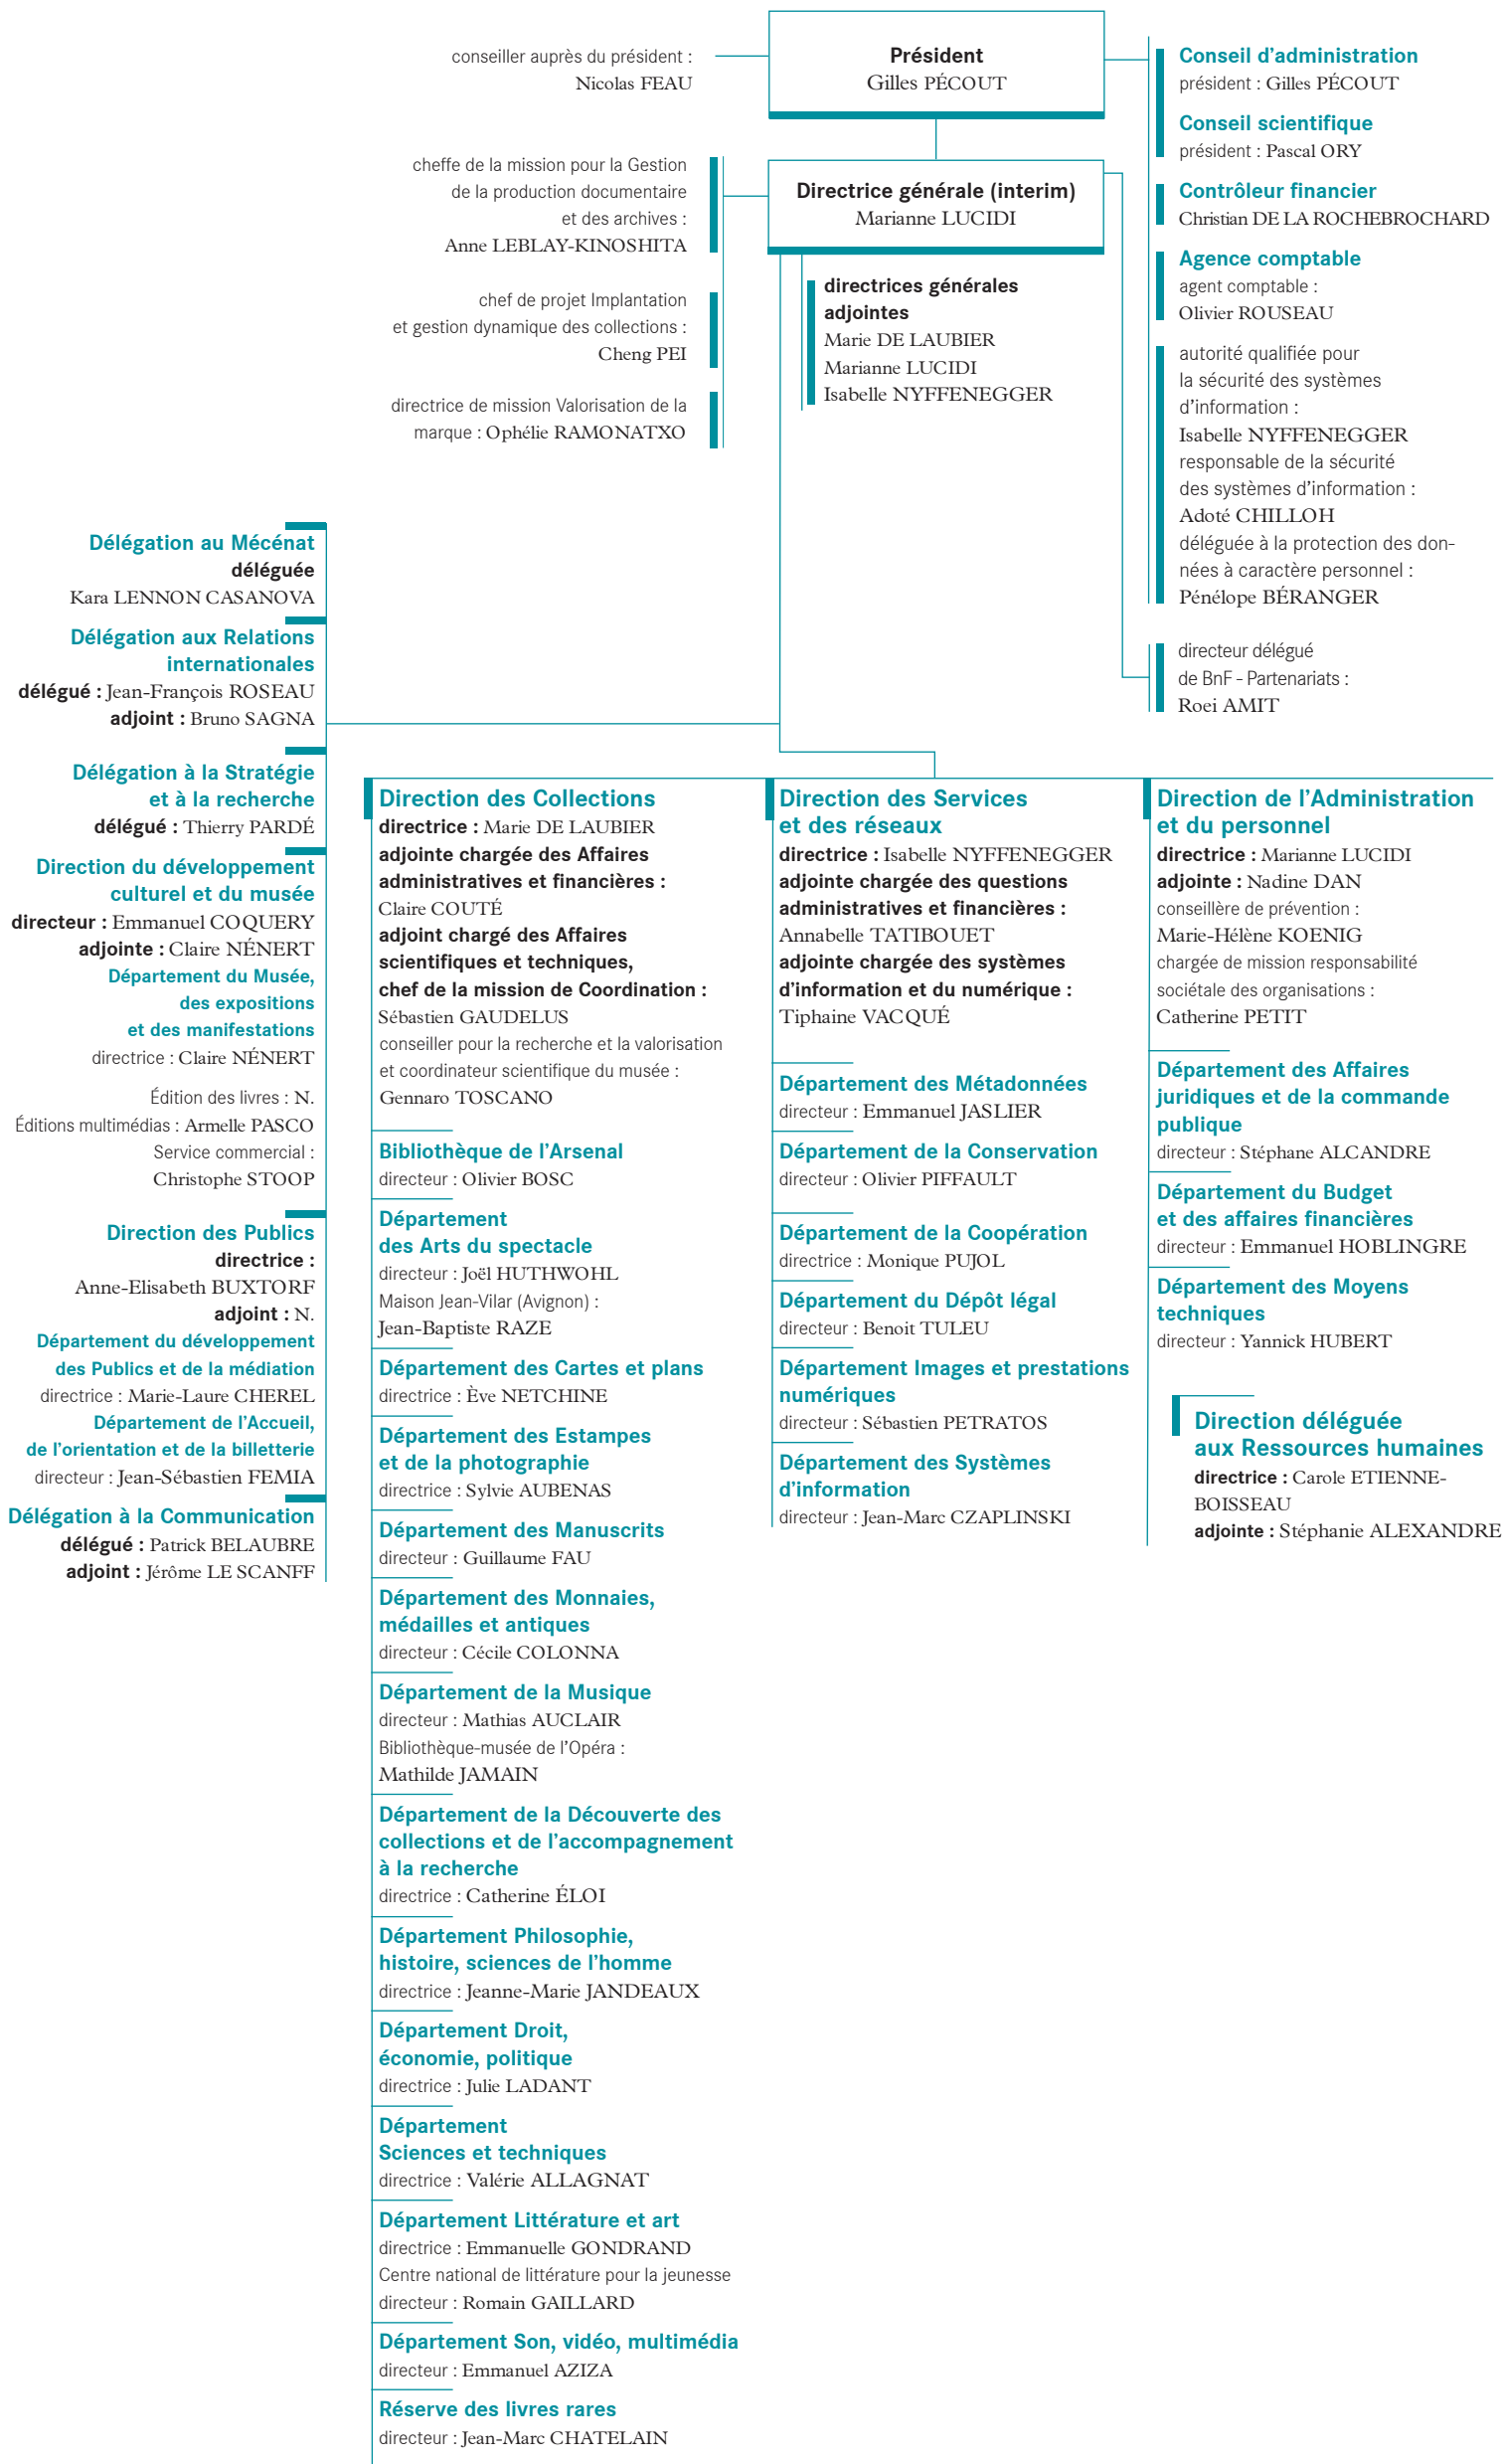 conseiller auprès du président :
Nicolas FEAU
Président
Gilles PÉCOUT
Conseil d'administration
président : Gilles PÉCOUT
Conseil scientifique
président : Pascal ORY
Contrôleur financier
Christian DE LA ROCHEBROCHARD
Agence comptable
agent comptable :
Olivier ROUSEAU
autorité qualifiée pour
la sécurité des systèmes
d'information :
Isabelle NYFFENEGGER
responsable de la sécurité
des systèmes d'information :
Adoté CHILLOH
déléguée à la protection des don-
nées à caractère personnel :
Pénélope BÉRANGER
directeur délégué
de BnF - Partenariats :
Roei AMIT
Directrice générale (interim)
Marianne LUCIDI
directrices générales
adjointes
Marie DE LAUBIER
Marianne LUCIDI
Isabelle NYFFENEGGER
cheffe de la mission pour la Gestion
de la production documentaire
et des archives :
Anne LEBLAY-KINOSHITA
chef de projet Implantation
et gestion dynamique des collections :
Cheng PEI
directrice de mission Valorisation de la
marque : Ophélie RAMONATXO
Délégation au Mécénat
déléguée
Kara LENNON CASANOVA
Délégation aux Relations
internationales
délégué : Jean-François ROSEAU
adjoint : Bruno SAGNA
Délégation à la Stratégie
et à la recherche
délégué : Thierry PARDÉ
Direction du développement
culturel et du musée
directeur : Emmanuel COQUERY
adjointe : Claire NÉNERT
Département du Musée,
des expositions
et des manifestations
directrice : Claire NÉNERT
Édition des livres : N.
Éditions multimédias : Armelle PASCO
Service commercial :
Christophe STOOP
Direction des Publics
directrice :
Anne-Elisabeth BUXTORF
adjoint : N.
Département du développement
des Publics et de la médiation
directrice : Marie-Laure CHEREL
Département de l'Accueil,
de l'orientation et de la billetterie
directeur : Jean-Sébastien FEMIA
Délégation à la Communication
délégué : Patrick BELAUBRE
adjoint : Jérôme LE SCANFF
Direction des Collections
directrice : Marie DE LAUBIER
adjointe chargée des Affaires
administratives et financières :
Claire COUTÉ
adjoint chargé des Affaires
scientifiques et techniques,
chef de la mission de Coordination :
Sébastien GAUDELUS
conseiller pour la recherche et la valorisation
et coordinateur scientifique du musée :
Gennaro TOSCANO
Bibliothèque de l'Arsenal
directeur : Olivier BOSC
Département
des Arts du spectacle
directeur : Joël HUTHWOHL
Maison Jean-Vilar (Avignon) :
Jean-Baptiste RAZE
Département des Cartes et plans
directrice : Ève NETCHINE
Département des Estampes
et de la photographie
directrice : Sylvie AUBENAS
Département des Manuscrits
directeur : Guillaume FAU
Département des Monnaies,
médailles et antiques
directeur : Cécile COLONNA
Département de la Musique
directeur : Mathias AUCLAIR
Bibliothèque-musée de l'Opéra :
Mathilde JAMAIN
Département de la Découverte des
collections et de l'accompagnement
à la recherche
directrice : Catherine ÉLOI
Département Philosophie,
histoire, sciences de l'homme
directrice : Jeanne-Marie JANDEAUX
Département Droit,
économie, politique
directrice : Julie LADANT
Département
Sciences et techniques
directrice : Valérie ALLAGNAT
Département Littérature et art
directrice : Emmanuelle GONDRAND
Centre national de littérature pour la jeunesse
directeur : Romain GAILLARD
Département Son, vidéo, multimédia
directeur : Emmanuel AZIZA
Réserve des livres rares
directeur : Jean-Marc CHATELAIN
Direction des Services
et des réseaux
directrice : Isabelle NYFFENEGGER
adjointe chargée des questions
administratives et financières :
Annabelle TATIBOUET
adjointe chargée des systèmes
d'information et du numérique :
Tiphaine VACQUÉ
Département des Métadonnées
directeur : Emmanuel JASLIER
Département de la Conservation
directeur : Olivier PIFFAULT
Département de la Coopération
directrice : Monique PUJOL
Département du Dépôt légal
directeur : Benoit TULEU
Département Images et prestations
numériques
directeur : Sébastien PETRATOS
Département des Systèmes
d'information
directeur : Jean-Marc CZAPLINSKI
Direction de l'Administration
et du personnel
directrice : Marianne LUCIDI
adjointe : Nadine DAN
conseillère de prévention :
Marie-Hélène KOENIG
chargée de mission responsabilité
sociétale des organisations :
Catherine PETIT
Département des Affaires
juridiques et de la commande
publique
directeur : Stéphane ALCANDRE
Département du Budget
et des affaires financières
directeur : Emmanuel HOBLINGRE
Département des Moyens
techniques
directeur : Yannick HUBERT
Direction déléguée
aux Ressources humaines
directrice : Carole ETIENNE-
BOISSEAU
adjointe : Stéphanie ALEXANDRE